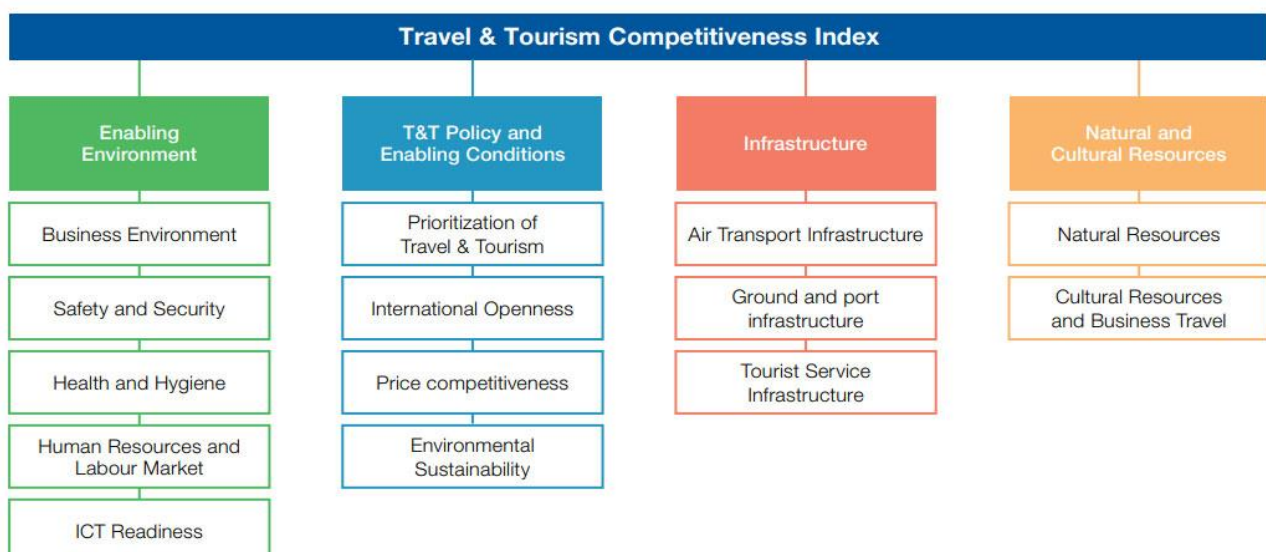 Travel & Tourism Competitiveness Index
Enabling
Environment
Business Environment
Safety and Security
Health and Hygiene
Human Resources and
Labour Market
ICT Readiness
T&T Policy and
Enabling Conditions
Prioritization of
Travel & Tourism
International Openness
Price competitiveness
Environmental
Sustainability
Infrastructure
Air Transport Infrastructure
Ground and port
infrastructure
Tourist Service
Infrastructure
Natural and
Cultural Resources
Natural Resources
Cultural Resources
and Business Travel